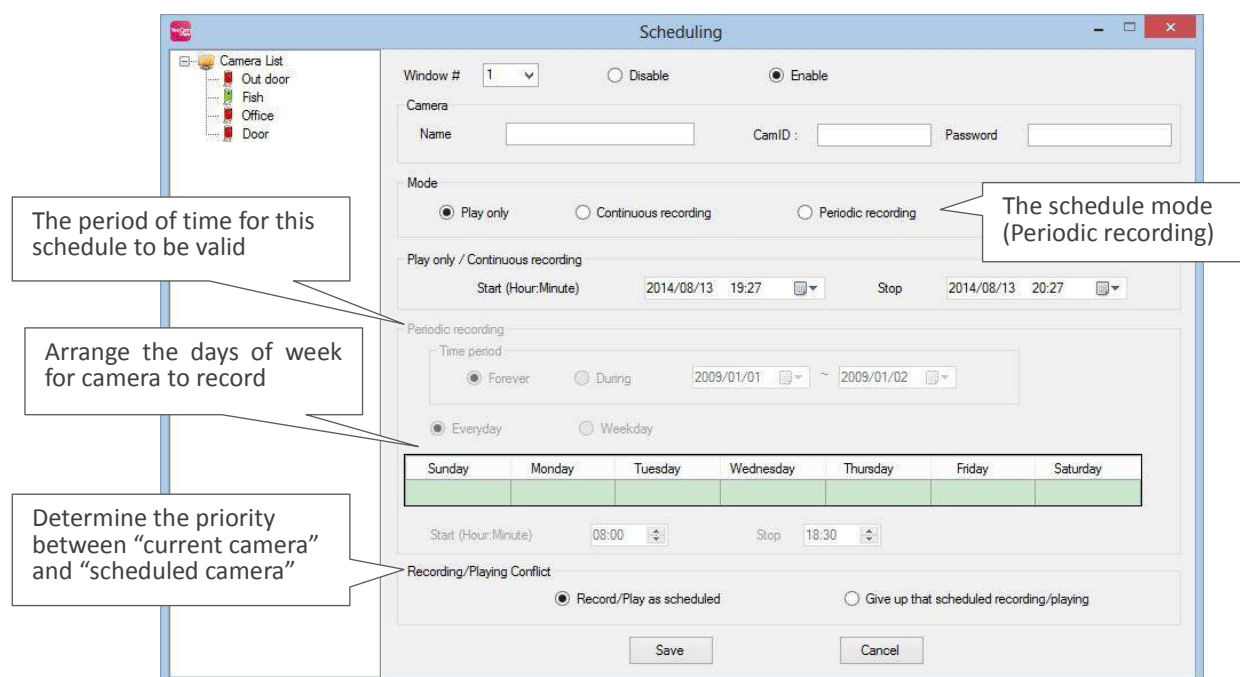 Scheduling
Camera List
Out door
Fish
Office
Door
Window # 1 Disable Enable
Camera
Name CamID : Password
Mode
Play only Continuous recording Periodic recording
The schedule mode
(Periodic recording)
The period of time for this
schedule to be valid
Play only / Continuous recording
Start (Hour:Minute) 2014/08/13 19:27 Stop 2014/08/13 20:27
Periodic recording
Time period
Forever During 2009/01/01 ~ 2009/01/02
Arrange the days of week
for camera to record
Everyday Weekday
Sunday Monday Tuesday Wednesday Thursday Friday Saturday
Start (Hour:Minute) 08:00 Stop 18:30
Determine the priority
between “current camera”
and “scheduled camera”
Recording/Playing Conflict
Record/Play as scheduled Give up that scheduled recording/playing
Save Cancel